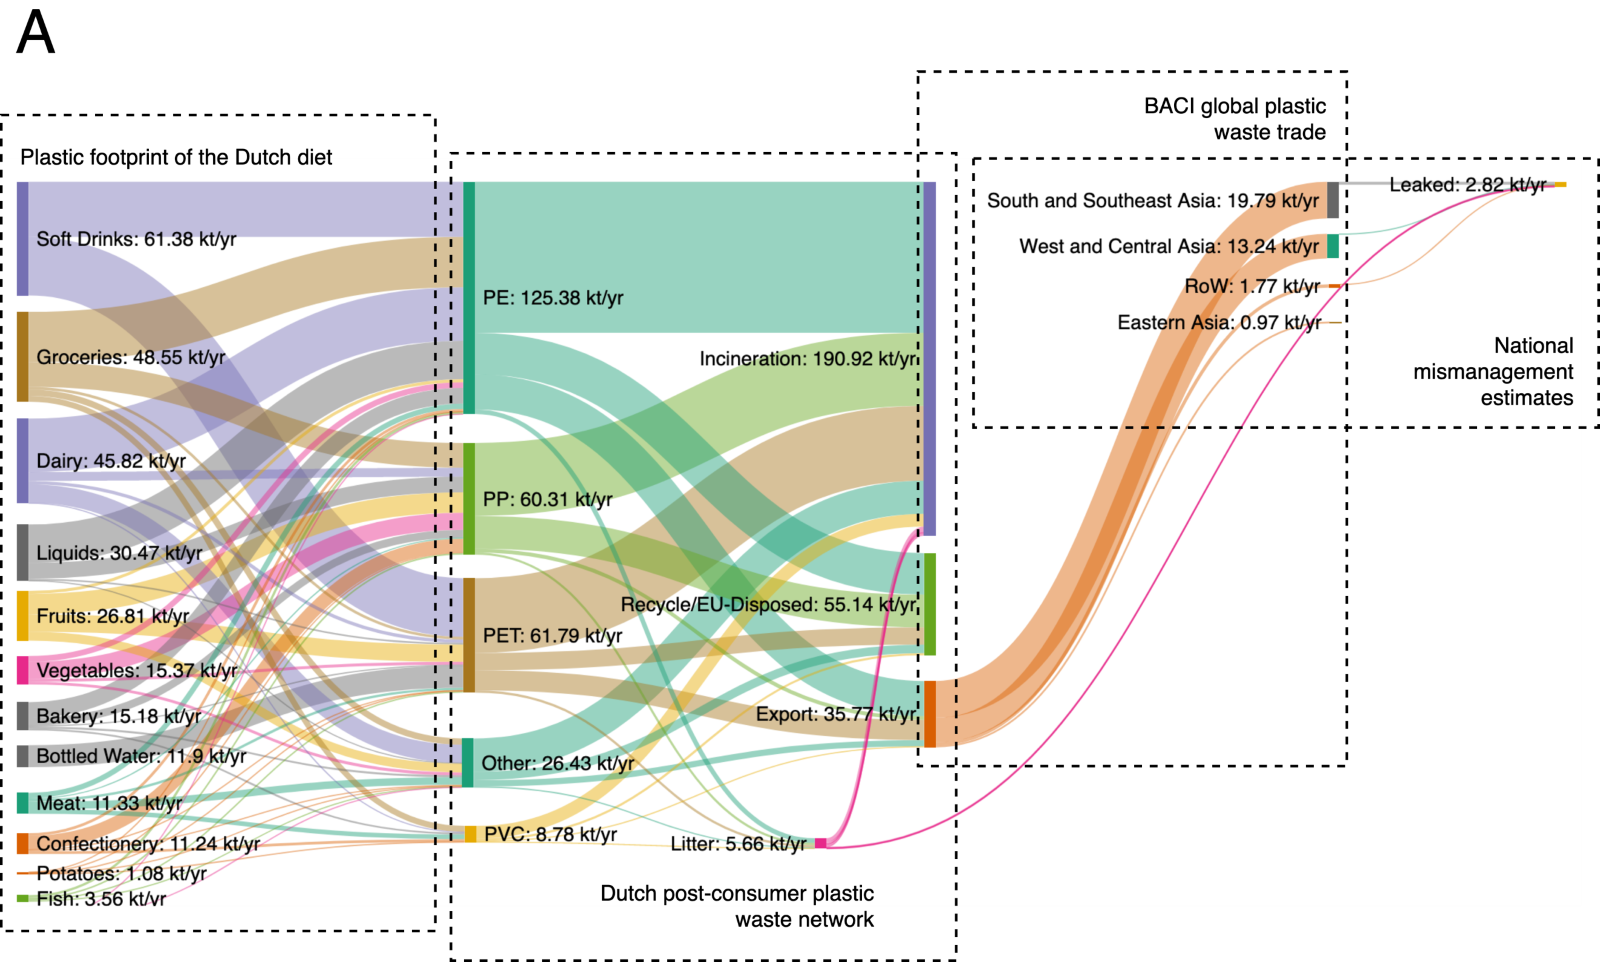 A
Plastic footprint of the Dutch diet
Soft Drinks: 61.38 kt/yr
Groceries: 48.55 kt/yr
Dairy: 45.82 kt/yr
Liquids: 30.47 kt/yr
Fruits: 26.81 kt/yr
Vegetables: 15.37 kt/yr
Bakery: 15.18 kt/yr
Bottled Water: 11.9 kt/yr
Meat: 11.33 kt/yr
Confectionery: 11.24 kt/yr
Potatoes: 1.08 kt/yr
Fish: 3.56 kt/yr
PE: 125.38 kt/yr
PP: 60.31 kt/yr
PET: 61.79 kt/yr
Other: 26.43 kt/yr
PVC: 8.78 kt/yr
Incineration: 190.92 kt/yr
Recycle/EU-Disposed: 55.14 kt/yr
Export: 35.77 kt/yr
Litter: 5.66 kt/yr
Dutch post-consumer plastic
waste network
BACI global plastic
waste trade
South and Southeast Asia: 19.79 kt/yr
West and Central Asia: 13.24 kt/yr
RoW: 1.77 kt/yr
Eastern Asia: 0.97 kt/yr
Leaked: 2.82 kt/yr
National
mismanagement
estimates